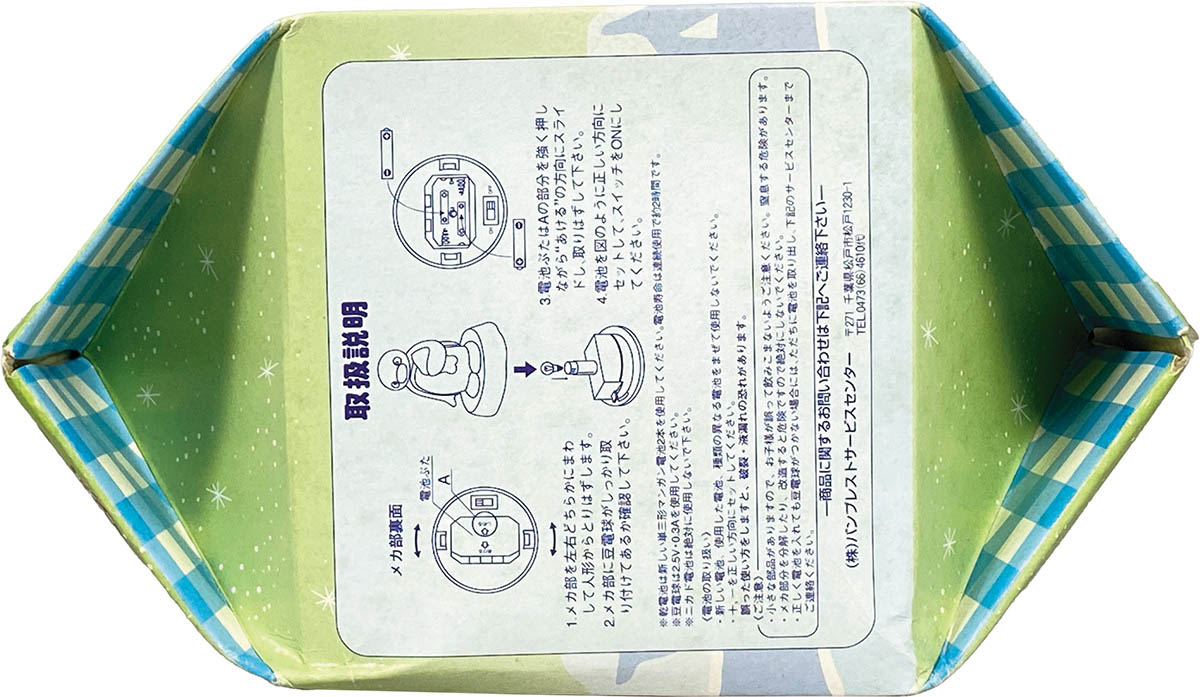 取扱説明
メカ部裏面
電池ぶた
A
1.メカ部を左右どちらかにまわ
して人形からとりはずします。
2.メカ部に豆電球がしっかり取
り付けてあるか確認して下さい。
ON
OFF
3.電池ぶたはAの部分を強く押し
ながら“あける”の方向にスライ
ドし、取りはずして下さい。
4.電池を図のように正しい方向に
セットしてスイッチをONにし
てください。
※乾電池は新しい単三形マンガン電池2本を使用してください。電池寿命は連続使用で約2時間です。
※豆電球は2.5V・0.3Aを使用してください。
※ニカド電池は絶対に使用しないで下さい。
〈電池の取り扱い〉
・新しい電池、使用した電池、種類の異なる電池をまぜて使用しないでください。
・+,−を正しい方向にセットしてください。
誤った使い方をしますと、破裂・液漏れの恐れがあります。
〈ご注意〉
・小さな部品がありますので、お子様が誤って飲みこまないようご注意ください。窒息する危険があります。
・メカ部分を分解したり、改造すると危険ですので絶対にしないでください。
・正しく電池を入れても豆電球がつかない場合には、ただちに電池を取り出し、下記のサービスセンターまで
ご連絡ください。
―商品に関するお問い合わせは下記へご連絡下さい―
(株)バンプレストサービスセンター 〒271 千葉県松戸市松戸1230-1
TEL.0473(66)4610代